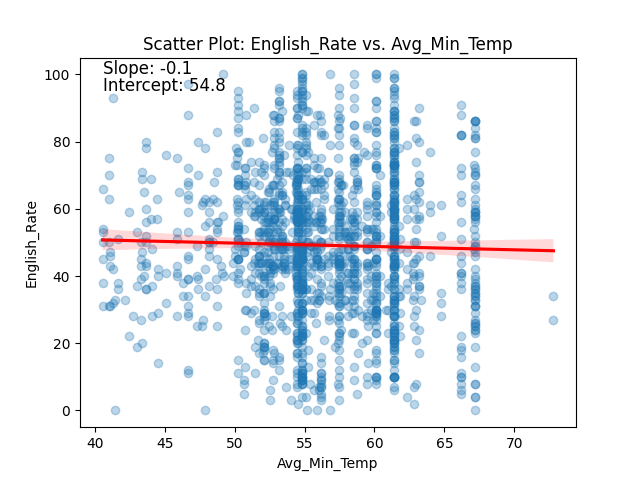 Scatter Plot: English_Rate vs. Avg_Min_Temp
Slope: -0.1
Intercept: 54.8
English_Rate
100
80
60
40
20
0
40 45 50 55 60 65 70
Avg_Min_Temp